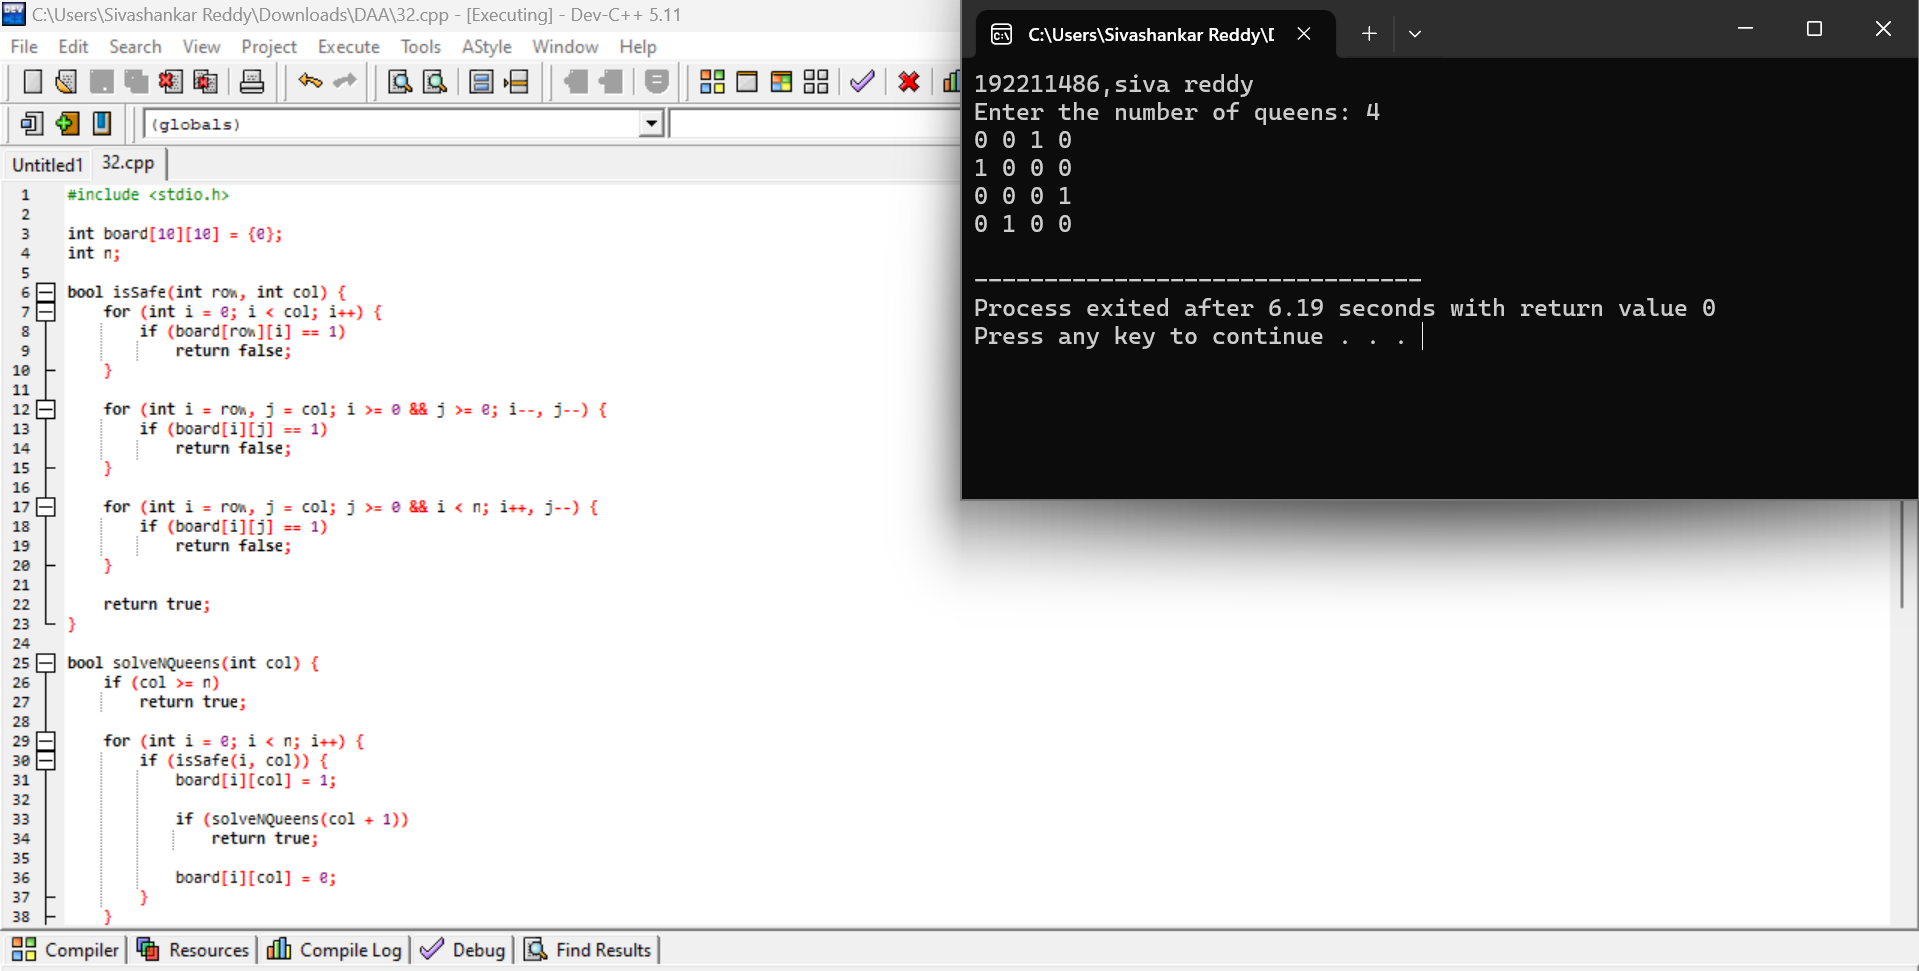 C:\Users\Sivashankar Reddy\Downloads\DAA\32.cpp - [Executing] - Dev-C++ 5.11
File Edit Search View Project Execute Tools AStyle Window Help
(globals)
Untitled1 32.cpp
1 #include <stdio.h>
2
3 int board[10][10] = {0};
4 int n;
5
6 bool isSafe(int row, int col) {
7 for (int i = 0; i < col; i++) {
8 if (board[row][i] == 1)
9 return false;
10 }
11
12 for (int i = row, j = col; i >= 0 && j >= 0; i--, j--) {
13 if (board[i][j] == 1)
14 return false;
15 }
16
17 for (int i = row, j = col; j >= 0 && i < n; i++, j--) {
18 if (board[i][j] == 1)
19 return false;
20 }
21
22 return true;
23 }
24
25 bool solveNQueens(int col) {
26 if (col >= n)
27 return true;
28
29 for (int i = 0; i < n; i++) {
30 if (isSafe(i, col)) {
31 board[i][col] = 1;
32
33 if (solveNQueens(col + 1))
34 return true;
35
36 board[i][col] = 0;
37 }
38 }
Compiler Resources Compile Log Debug Find Results
C:\Users\Sivashankar Reddy\D
192211486,siva reddy
Enter the number of queens: 4
0 0 1 0
1 0 0 0
0 0 0 1
0 1 0 0
--------------------------------
Process exited after 6.19 seconds with return value 0
Press any key to continue . . .